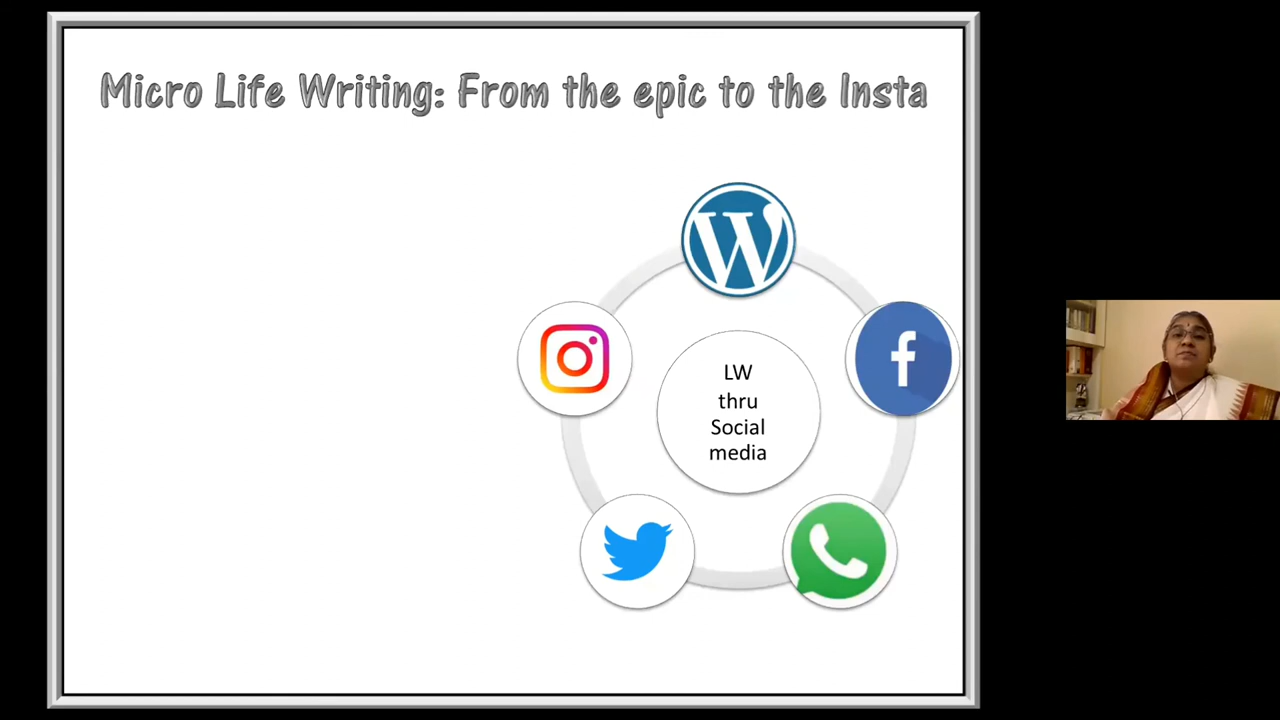 Micro Life Writing: From the epic to the Insta
LW
thru
Social
media